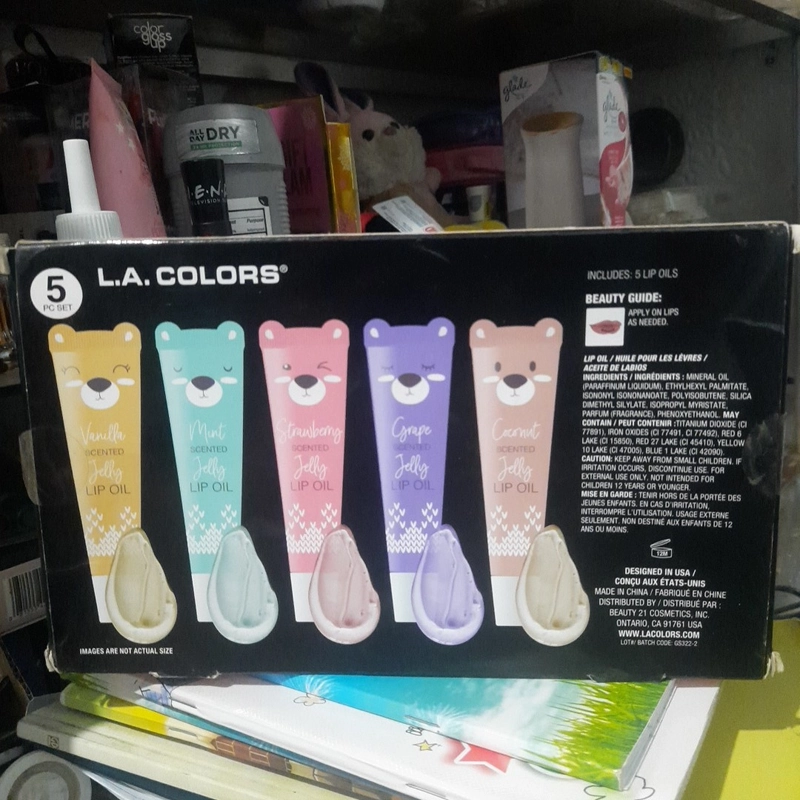 color
gloss
up
ALL
DAY DRY
glade
glade
5
PC SET
L.A. COLORS®
INCLUDES: 5 LIP OILS
BEAUTY GUIDE:
APPLY ON LIPS
AS NEEDED.
Vanilla
SCENTED
Jelly
LIP OIL
Mint
SCENTED
Jelly
LIP OIL
Strawberry
SCENTED
Jelly
LIP OIL
Grape
SCENTED
Jelly
LIP OIL
Coconut
SCENTED
Jelly
LIP OIL
LIP OIL / HUILE POUR LES LÈVRES /
ACEITE DE LABIOS
INGREDIENTS / INGRÉDIENTS : MINERAL OIL
(PARAFFINUM LIQUIDUM), ETHYLHEXYL PALMITATE,
ISONONYL ISONONANOATE, POLYISOBUTENE, SILICA
DIMETHYL SILYLATE, ISOPROPYL MYRISTATE,
PARFUM (FRAGRANCE), PHENOXYETHANOL. MAY
CONTAIN / PEUT CONTENIR :TITANIUM DIOXIDE (CI
77891), IRON OXIDES (CI 77491, CI 77492), RED 6
LAKE (CI 15850), RED 27 LAKE (CI 45410), YELLOW
10 LAKE (CI 47005), BLUE 1 LAKE (CI 42090).
CAUTION: KEEP AWAY FROM SMALL CHILDREN. IF
IRRITATION OCCURS, DISCONTINUE USE. FOR
EXTERNAL USE ONLY. NOT INTENDED FOR
CHILDREN 12 YEARS OR YOUNGER.
MISE EN GARDE : TENIR HORS DE LA PORTÉE DES
JEUNES ENFANTS. EN CAS D'IRRITATION,
INTERROMPRE L'UTILISATION. USAGE EXTERNE
SEULEMENT. NON DESTINÉ AUX ENFANTS DE 12
ANS OU MOINS.
12M
DESIGNED IN USA /
CONÇU AUX ÉTATS-UNIS
MADE IN CHINA / FABRIQUÉ EN CHINE
DISTRIBUTED BY / DISTRIBUÉ PAR :
BEAUTY 21 COSMETICS, INC.
ONTARIO, CA 91761 USA
WWW.LACOLORS.COM
LOT#/ BATCH CODE: GS322-2
IMAGES ARE NOT ACTUAL SIZE